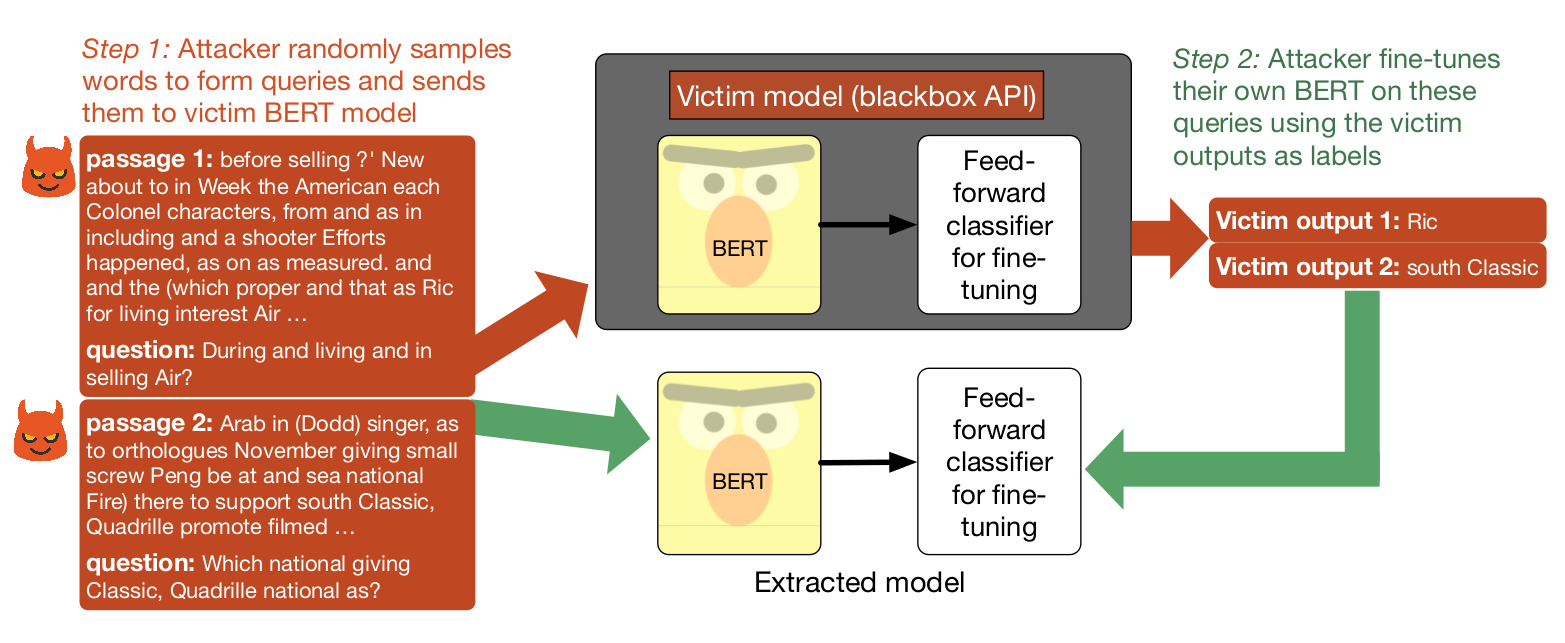 Step 1: Attacker randomly samples
words to form queries and sends
them to victim BERT model
passage 1: before selling ?' New
about to in Week the American each
Colonel characters, from and as in
including and a shooter Efforts
happened, as on as measured. and
and the (which proper and that as Ric
for living interest Air …
question: During and living and in
selling Air?
passage 2: Arab in (Dodd) singer, as
to orthologues November giving small
screw Peng be at and sea national
Fire) there to support south Classic,
Quadrille promote filmed …
question: Which national giving
Classic, Quadrille national as?
Victim model (blackbox API)
BERT
Feed-
forward
classifier
for fine-
tuning
BERT
Feed-
forward
classifier
for fine-
tuning
Extracted model
Step 2: Attacker fine-tunes
their own BERT on these
queries using the victim
outputs as labels
Victim output 1: Ric
Victim output 2: south Classic